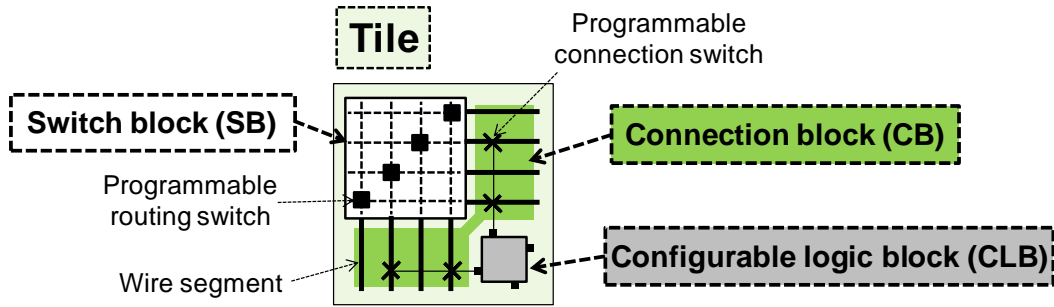 Tile
Programmable
connection switch
Switch block (SB)
Connection block (CB)
Programmable
routing switch
Wire segment
Configurable logic block (CLB)